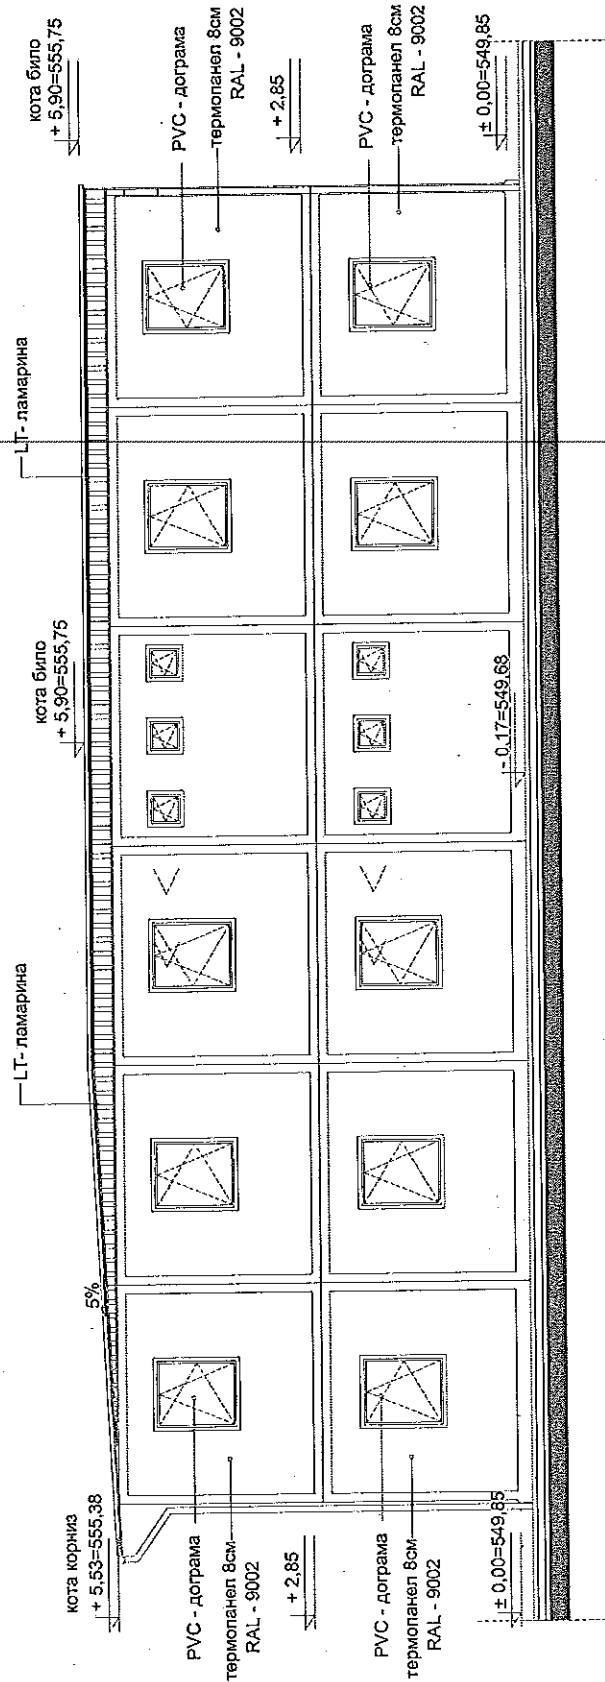 кота корниз
+ 5,53=555,38
PVC - дограма
термопанел 8см
RAL - 9002
+ 2,85
PVC - дограма
термопанел 8см
RAL - 9002
± 0,00=549,85
5%
LT- ламарина
кота било
+ 5,90=555,75
- 0,17=549,68
LT- ламарина
кота било
+ 5,90=555,75
PVC - дограма
термопанел 8см
RAL - 9002
+ 2,85
PVC - дограма
термопанел 8см
RAL - 9002
± 0,00=549,85